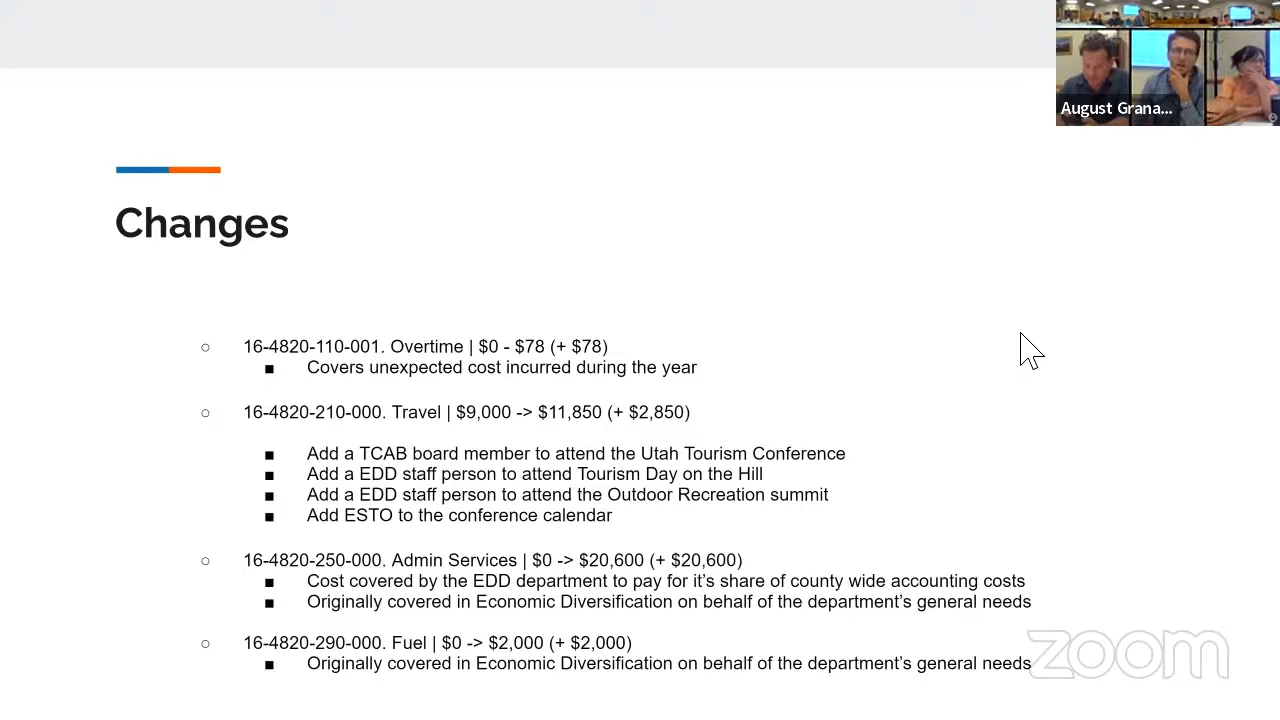 August Grana...
Changes
○ 16-4820-110-001. Overtime | $0 - $78 (+ $78)
■ Covers unexpected cost incurred during the year
○ 16-4820-210-000. Travel | $9,000 -> $11,850 (+ $2,850)
■ Add a TCAB board member to attend the Utah Tourism Conference
■ Add a EDD staff person to attend Tourism Day on the Hill
■ Add a EDD staff person to attend the Outdoor Recreation summit
■ Add ESTO to the conference calendar
○ 16-4820-250-000. Admin Services | $0 -> $20,600 (+ $20,600)
■ Cost covered by the EDD department to pay for it's share of county wide accounting costs
■ Originally covered in Economic Diversification on behalf of the department's general needs
○ 16-4820-290-000. Fuel | $0 -> $2,000 (+ $2,000)
■ Originally covered in Economic Diversification on behalf of the department's general needs
zoom